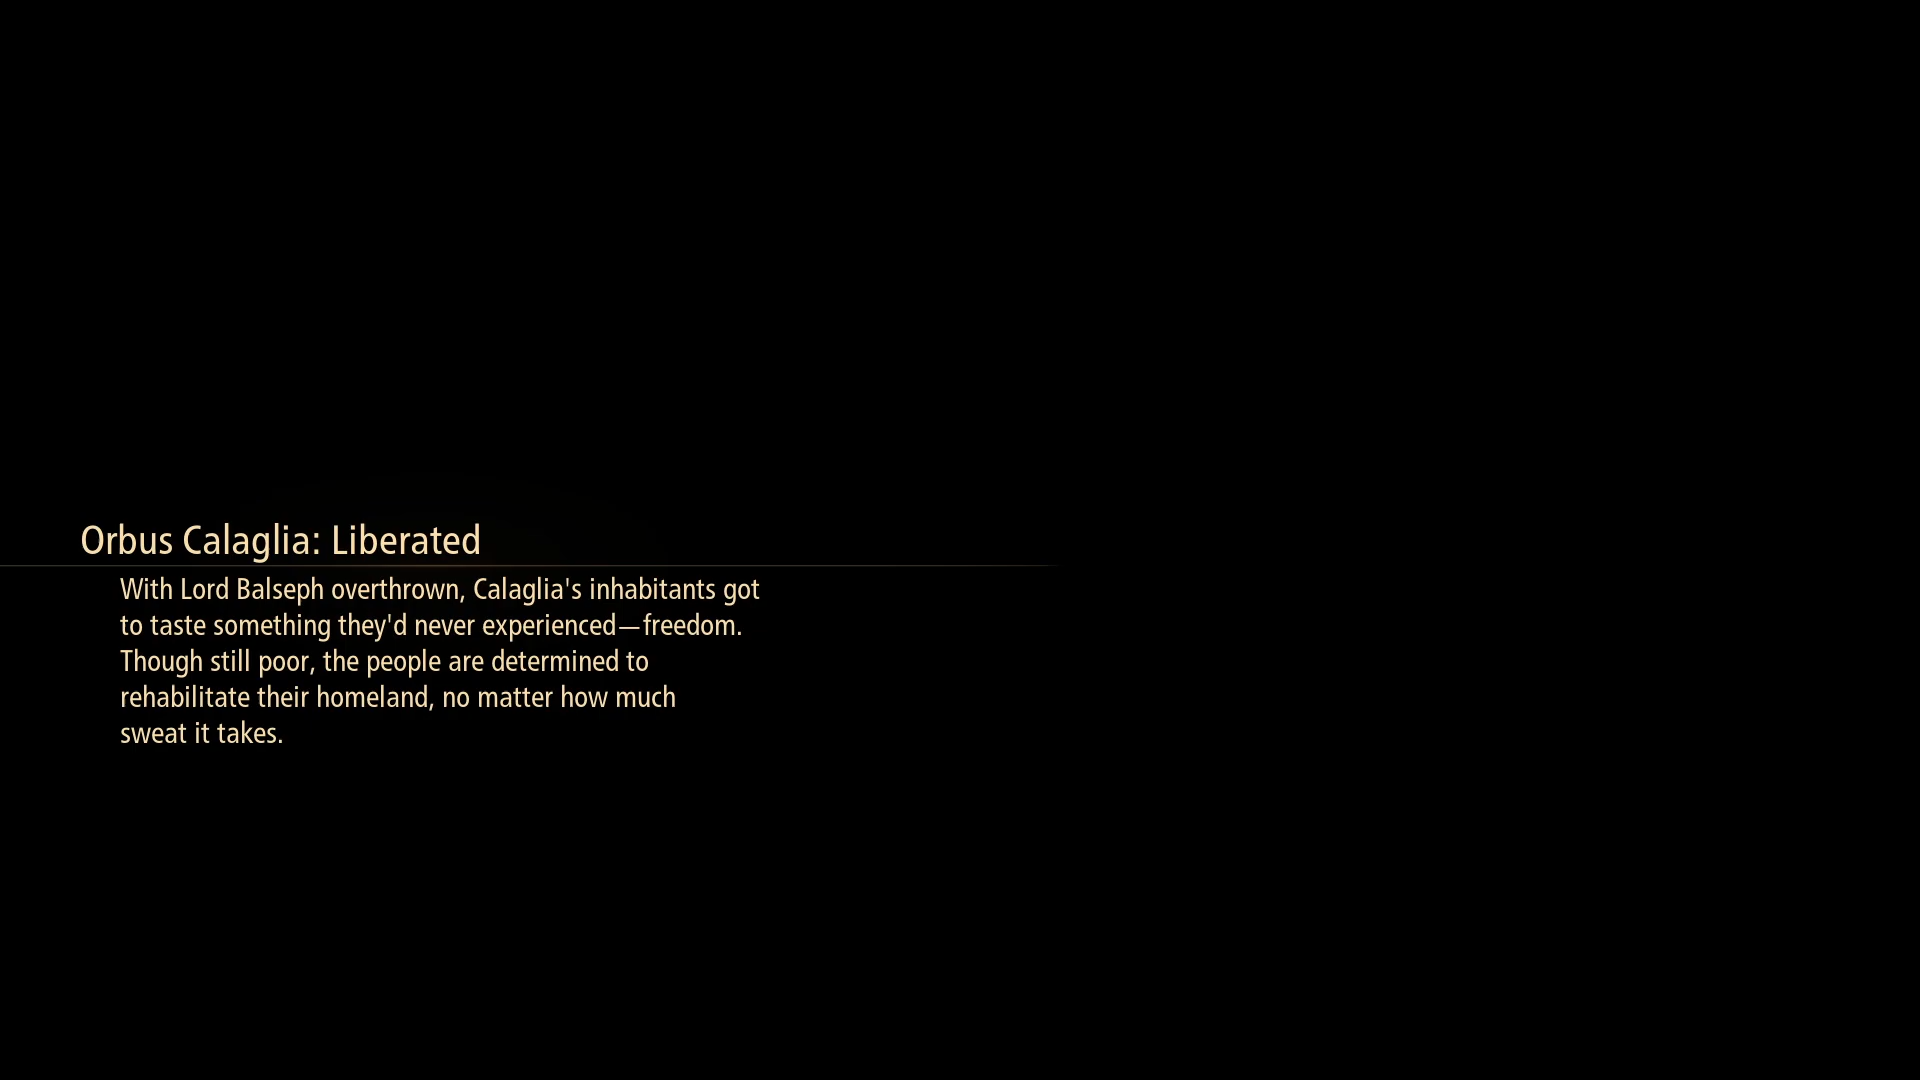 Orbus Calaglia: Liberated
With Lord Balseph overthrown, Calaglia's inhabitants got
to taste something they'd never experienced—freedom.
Though still poor, the people are determined to
rehabilitate their homeland, no matter how much
sweat it takes.